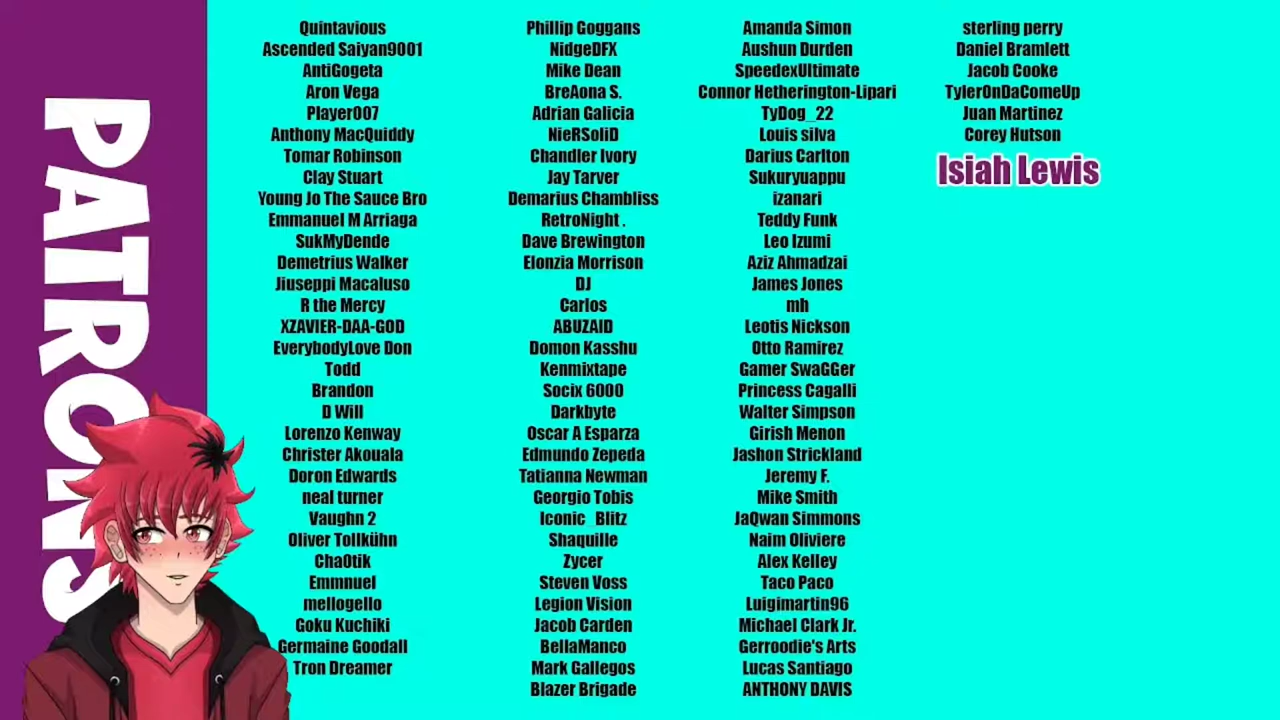 PATRONS
Quintavious
Ascended Saiyan9001
AntiGogeta
Aron Vega
Player007
Anthony MacQuiddy
Tomar Robinson
Clay Stuart
Young Jo The Sauce Bro
Emmanuel M Arriaga
SukMyDende
Demetrius Walker
Jiuseppi Macaluso
R the Mercy
XZAVIER-DAA-GOD
EverybodyLove Don
Todd
Brandon
D Will
Lorenzo Kenway
Christer Akouala
Doron Edwards
neal turner
Vaughn 2
Oliver Tollkühn
Cha0tik
Emmnuel
mellogello
Goku Kuchiki
Germaine Goodall
Tron Dreamer
Phillip Goggans
NidgeDFX
Mike Dean
BreAona S.
Adrian Galicia
NieRSoliD
Chandler Ivory
Jay Tarver
Demarius Chambliss
RetroNight .
Dave Brewington
Elonzia Morrison
DJ
Carlos
ABUZAID
Domon Kasshu
Kenmixtape
Socix 6000
Darkbyte
Oscar A Esparza
Edmundo Zepeda
Tatianna Newman
Georgio Tobis
Iconic_Blitz
Shaquille
Zycer
Steven Voss
Legion Vision
Jacob Carden
BellaManco
Mark Gallegos
Blazer Brigade
Amanda Simon
Aushun Durden
SpeedexUltimate
Connor Hetherington-Lipari
TyDog_22
Louis silva
Darius Carlton
Sukuryuappu
izanari
Teddy Funk
Leo Izumi
Aziz Ahmadzai
James Jones
mh
Leotis Nickson
Otto Ramirez
Gamer SwaGGer
Princess Cagalli
Walter Simpson
Girish Menon
Jashon Strickland
Jeremy F.
Mike Smith
JaQwan Simmons
Naim Oliviere
Alex Kelley
Taco Paco
Luigimartin96
Michael Clark Jr.
Gerroodie's Arts
Lucas Santiago
ANTHONY DAVIS
sterling perry
Daniel Bramlett
Jacob Cooke
TylerOnDaComeUp
Juan Martinez
Corey Hutson
Isiah Lewis